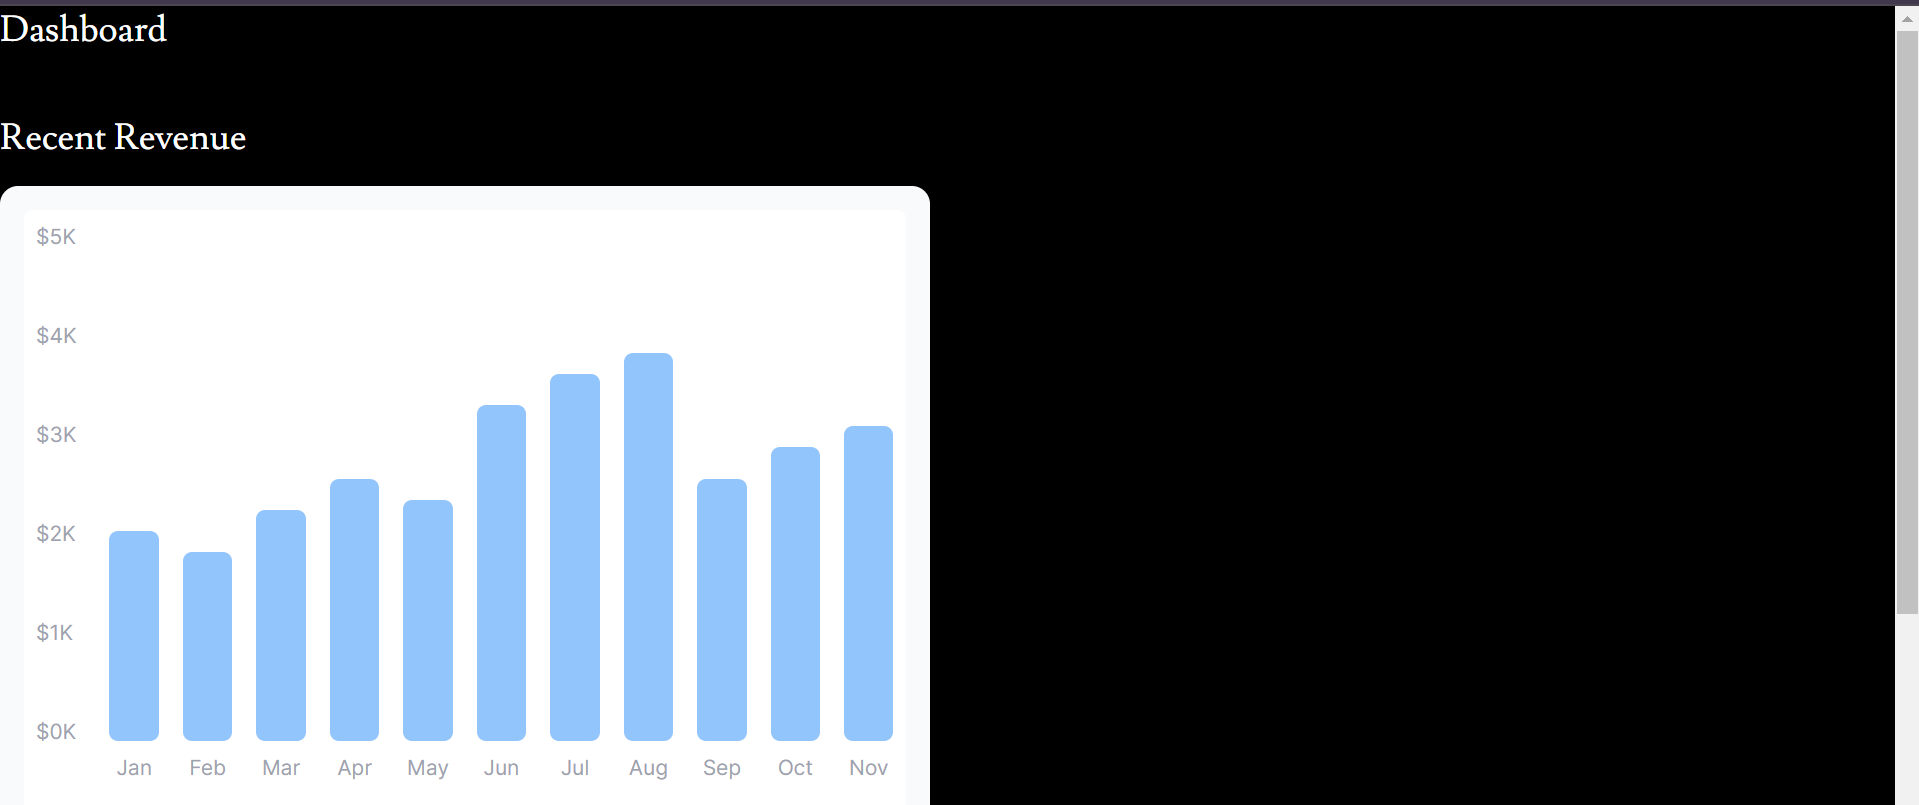 Dashboard
Recent Revenue
$5K
$4K
$3K
$2K
$1K
$0K
Jan Feb Mar Apr May Jun Jul Aug Sep Oct Nov